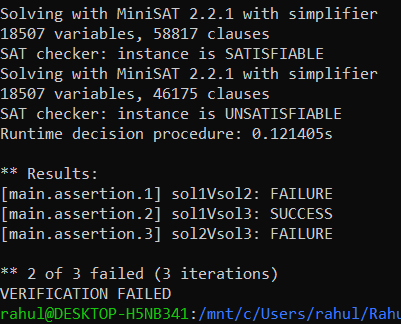 Solving with MiniSAT 2.2.1 with simplifier
18507 variables, 58817 clauses
SAT checker: instance is SATISFIABLE
Solving with MiniSAT 2.2.1 with simplifier
18507 variables, 46175 clauses
SAT checker: instance is UNSATISFIABLE
Runtime decision procedure: 0.121405s
** Results:
[main.assertion.1] sol1Vsol2: FAILURE
[main.assertion.2] sol1Vsol3: SUCCESS
[main.assertion.3] sol2Vsol3: FAILURE
** 2 of 3 failed (3 iterations)
VERIFICATION FAILED
rahul@DESKTOP-H5NB341:/mnt/c/Users/rahul/Rahu